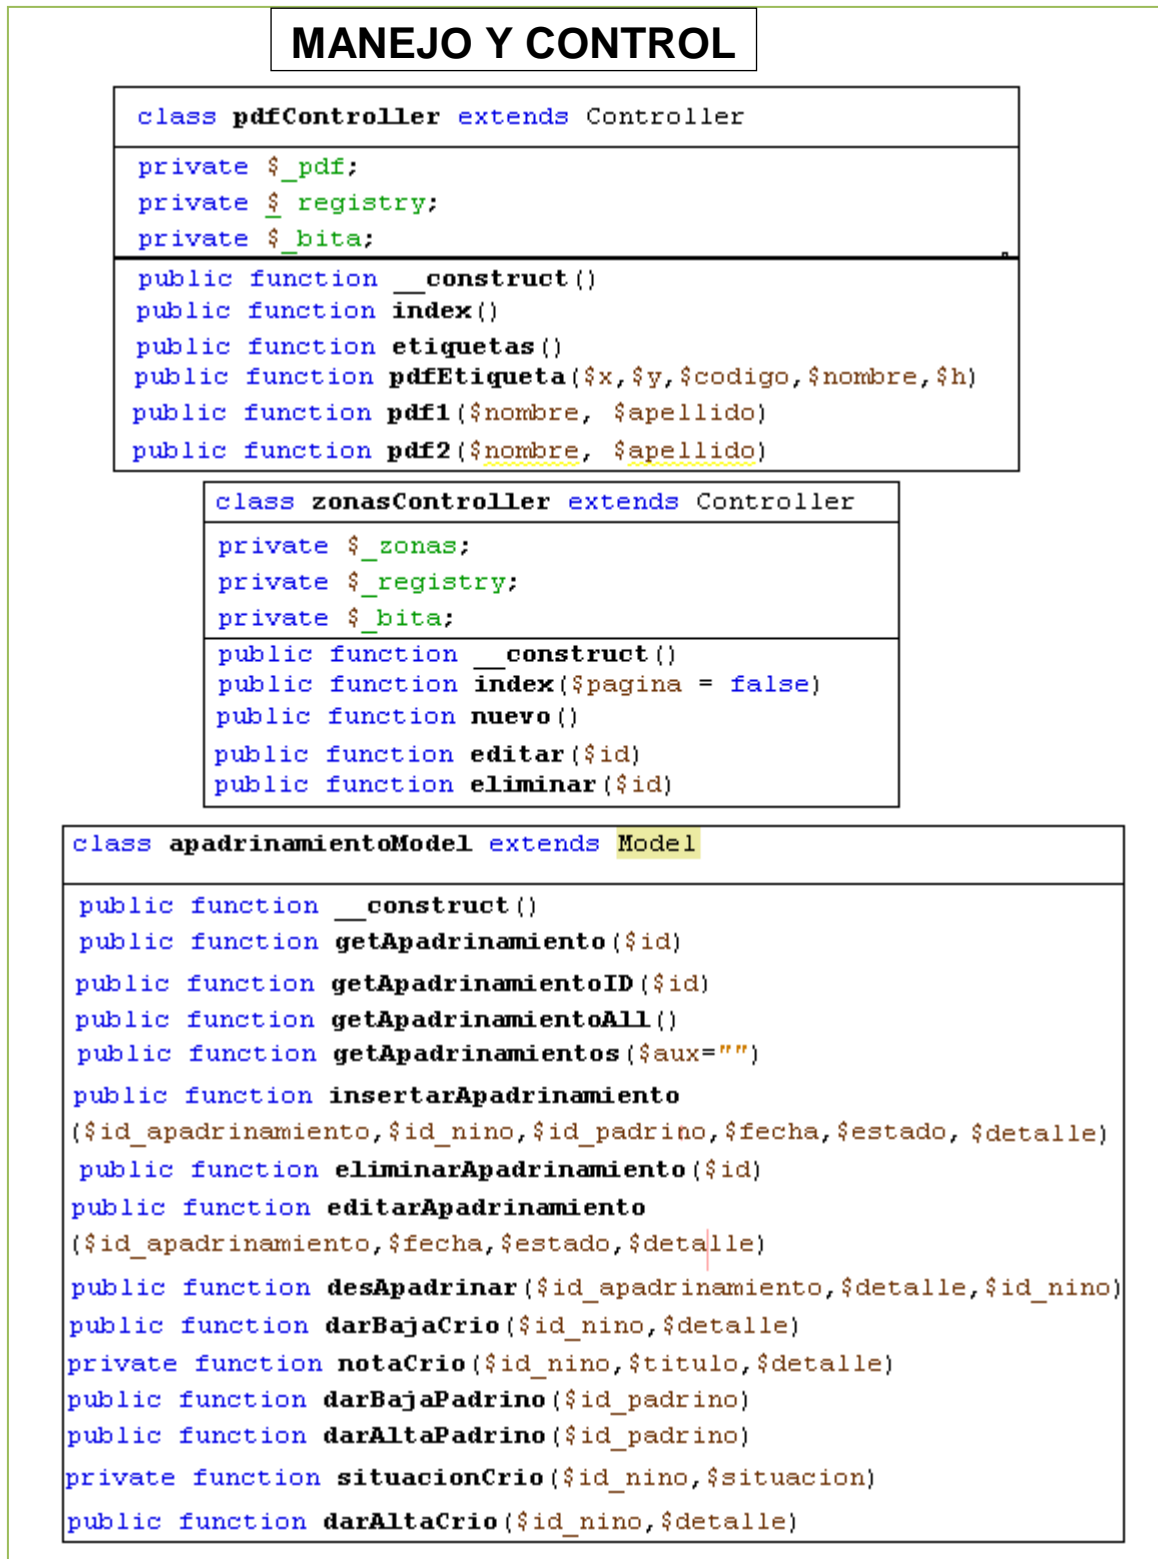 MANEJO Y CONTROL
class pdfController extends Controller
private $_pdf;
private $_registry;
private $_bita;
public function __construct()
public function index()
public function etiquetas()
public function pdfEtiqueta($x,$y,$codigo,$nombre,$h)
public function pdf1($nombre, $apellido)
public function pdf2($nombre, $apellido)
class zonasController extends Controller
private $_zonas;
private $_registry;
private $_bita;
public function __construct()
public function index($pagina = false)
public function nuevo()
public function editar($id)
public function eliminar($id)
class apadrinamientoModel extends Model
public function __construct()
public function getApadrinamiento($id)
public function getApadrinamientoID($id)
public function getApadrinamientoAll()
public function getApadrinamientos($aux="")
public function insertarApadrinamiento
($id_apadrinamiento,$id_nino,$id_padrino,$fecha,$estado, $detalle)
public function eliminarApadrinamiento($id)
public function editarApadrinamiento
($id_apadrinamiento,$fecha,$estado,$detalle)
public function desApadrinar($id_apadrinamiento,$detalle,$id_nino)
public function darBajaCrio($id_nino,$detalle)
private function notaCrio($id_nino,$titulo,$detalle)
public function darBajaPadrino($id_padrino)
public function darAltaPadrino($id_padrino)
private function situacionCrio($id_nino,$situacion)
public function darAltaCrio($id_nino,$detalle)